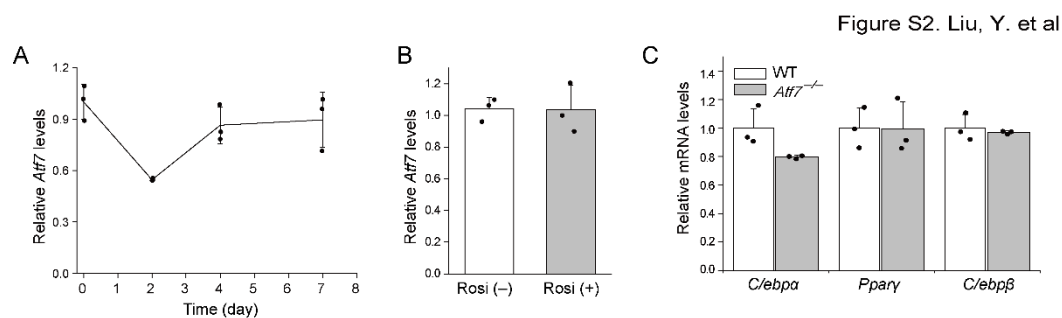 Figure S2. Liu, Y. et al
A
Relative Atf7 levels
1.2
0.9
0.6
0.3
0.0
0 1 2 3 4 5 6 7 8
Time (day)
B
Relative Atf7 levels
1.2
1.0
0.8
0.6
0.4
0.2
0.0
Rosi (–) Rosi (+)
C
WT
Atf7–/–
Relative mRNA levels
1.4
1.2
1.0
0.8
0.6
0.4
0.2
0.0
C/ebpα Pparγ C/ebpβ